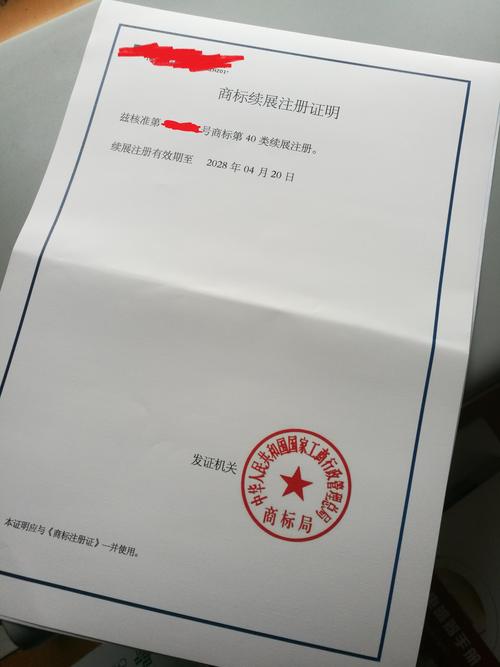 商标续展注册证明
兹核准第
号商标第 40 类续展注册。
续展注册有效期至 2028 年 04 月 20 日
发证机关
中华人民共和国国家工商行政管理总局
商标局
本证明应与《商标注册证》一并使用。
手册